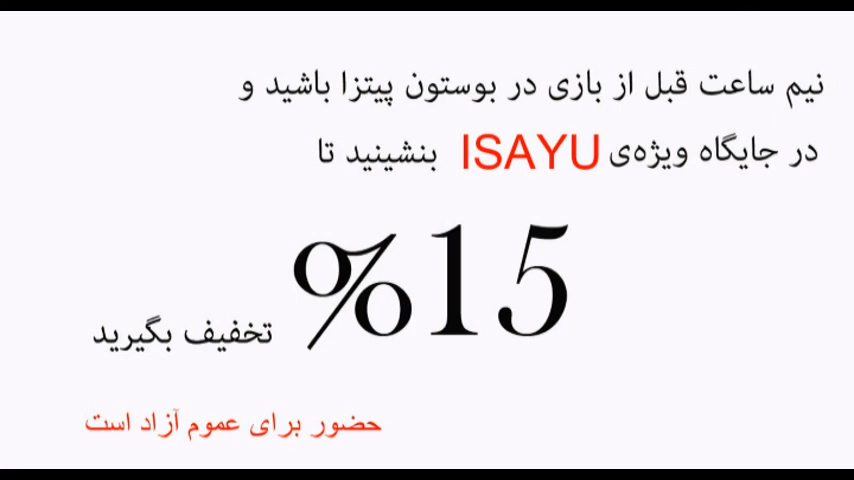 نیم ساعت قبل از بازی در بوستون پیتزا باشید و
در جایگاه ویژه‌ی ISAYU بنشینید تا
%15
تخفیف بگیرید
حضور برای عموم آزاد است